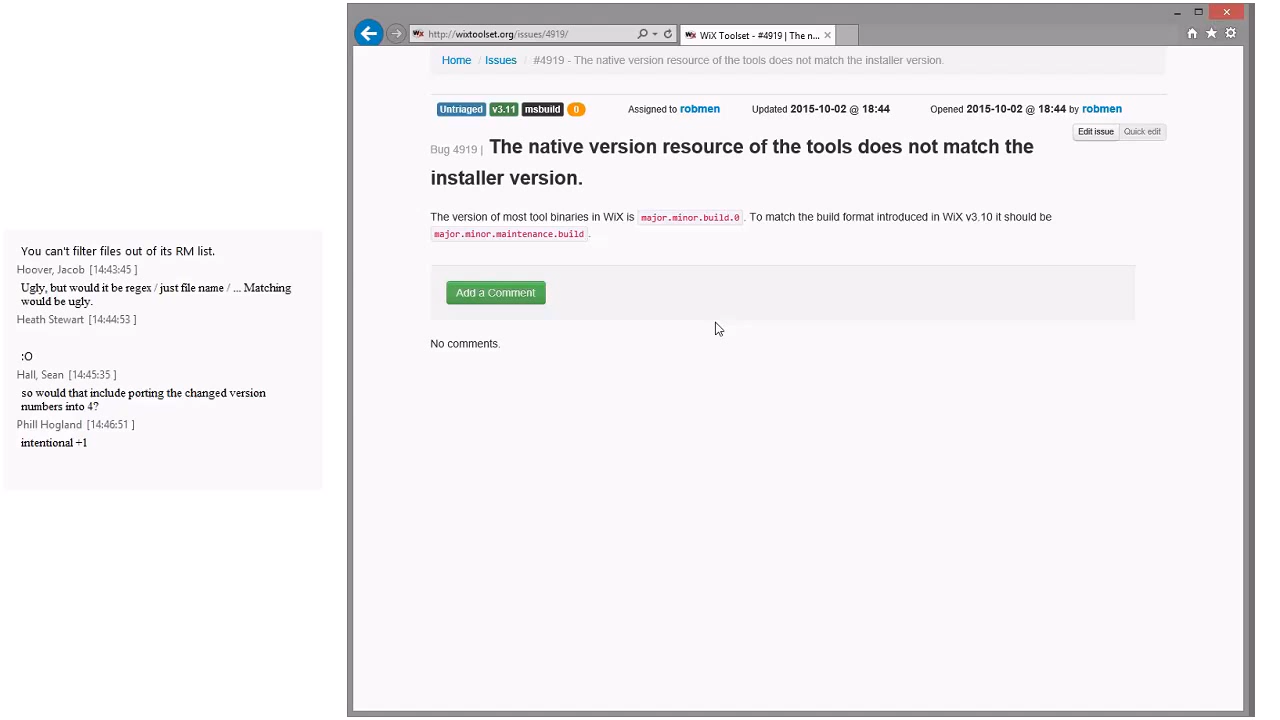 You can't filter files out of its RM list.
Hoover, Jacob [14:43:45 ]
Ugly, but would it be regex / just file name / ... Matching
would be ugly.
Heath Stewart [14:44:53 ]
:O
Hall, Sean [14:45:35 ]
so would that include porting the changed version
numbers into 4?
Phill Hogland [14:46:51 ]
intentional +1
http://wixtoolset.org/issues/4919/
WiX Toolset - #4919 | The n...
Home / Issues / #4919 - The native version resource of the tools does not match the installer version.
Untriaged v3.11 msbuild 0 Assigned to robmen Updated 2015-10-02 @ 18:44 Opened 2015-10-02 @ 18:44 by robmen
Edit issue Quick edit
Bug 4919 | The native version resource of the tools does not match the
installer version.
The version of most tool binaries in WiX is major.minor.build.0. To match the build format introduced in WiX v3.10 it should be
major.minor.maintenance.build.
Add a Comment
No comments.